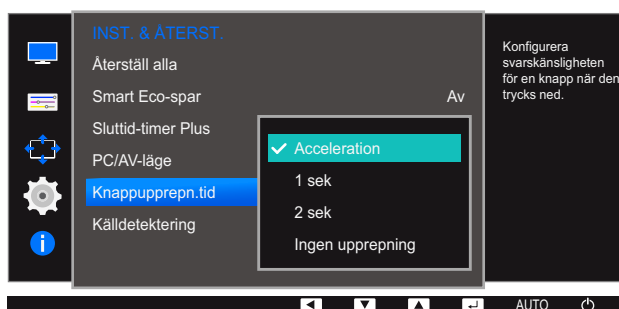 INST. & ÅTERST.
Återställ alla
Smart Eco-spar Av
Sluttid-timer Plus
PC/AV-läge
Knappupprepn.tid
Källdetektering
Acceleration
1 sek
2 sek
Ingen upprepning
Konfigurera
svarskänsligheten
för en knapp när den
trycks ned.
AUTO